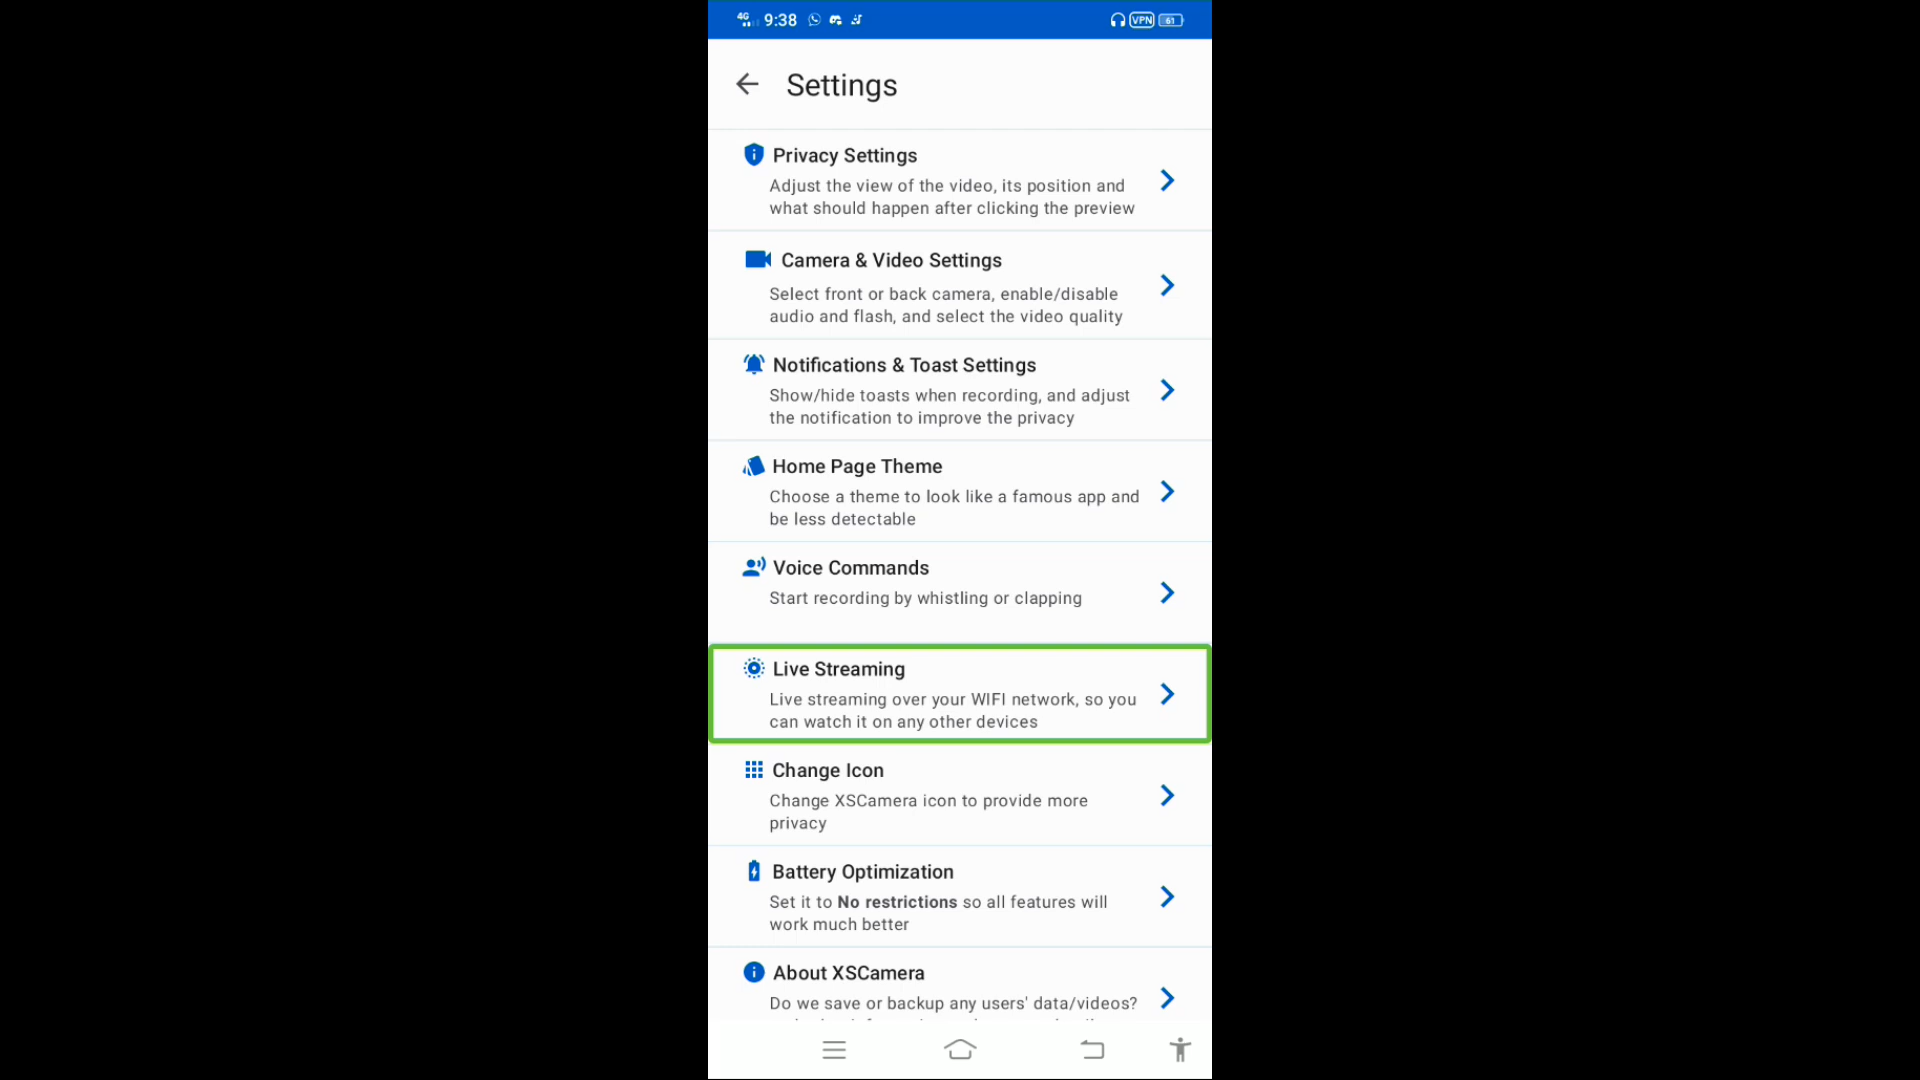 4G 9:38 VPN 61
Settings
Privacy Settings
Adjust the view of the video, its position and
what should happen after clicking the preview
Camera & Video Settings
Select front or back camera, enable/disable
audio and flash, and select the video quality
Notifications & Toast Settings
Show/hide toasts when recording, and adjust
the notification to improve the privacy
Home Page Theme
Choose a theme to look like a famous app and
be less detectable
Voice Commands
Start recording by whistling or clapping
Live Streaming
Live streaming over your WIFI network, so you
can watch it on any other devices
Change Icon
Change XSCamera icon to provide more
privacy
Battery Optimization
Set it to No restrictions so all features will
work much better
About XSCamera
Do we save or backup any users' data/videos?